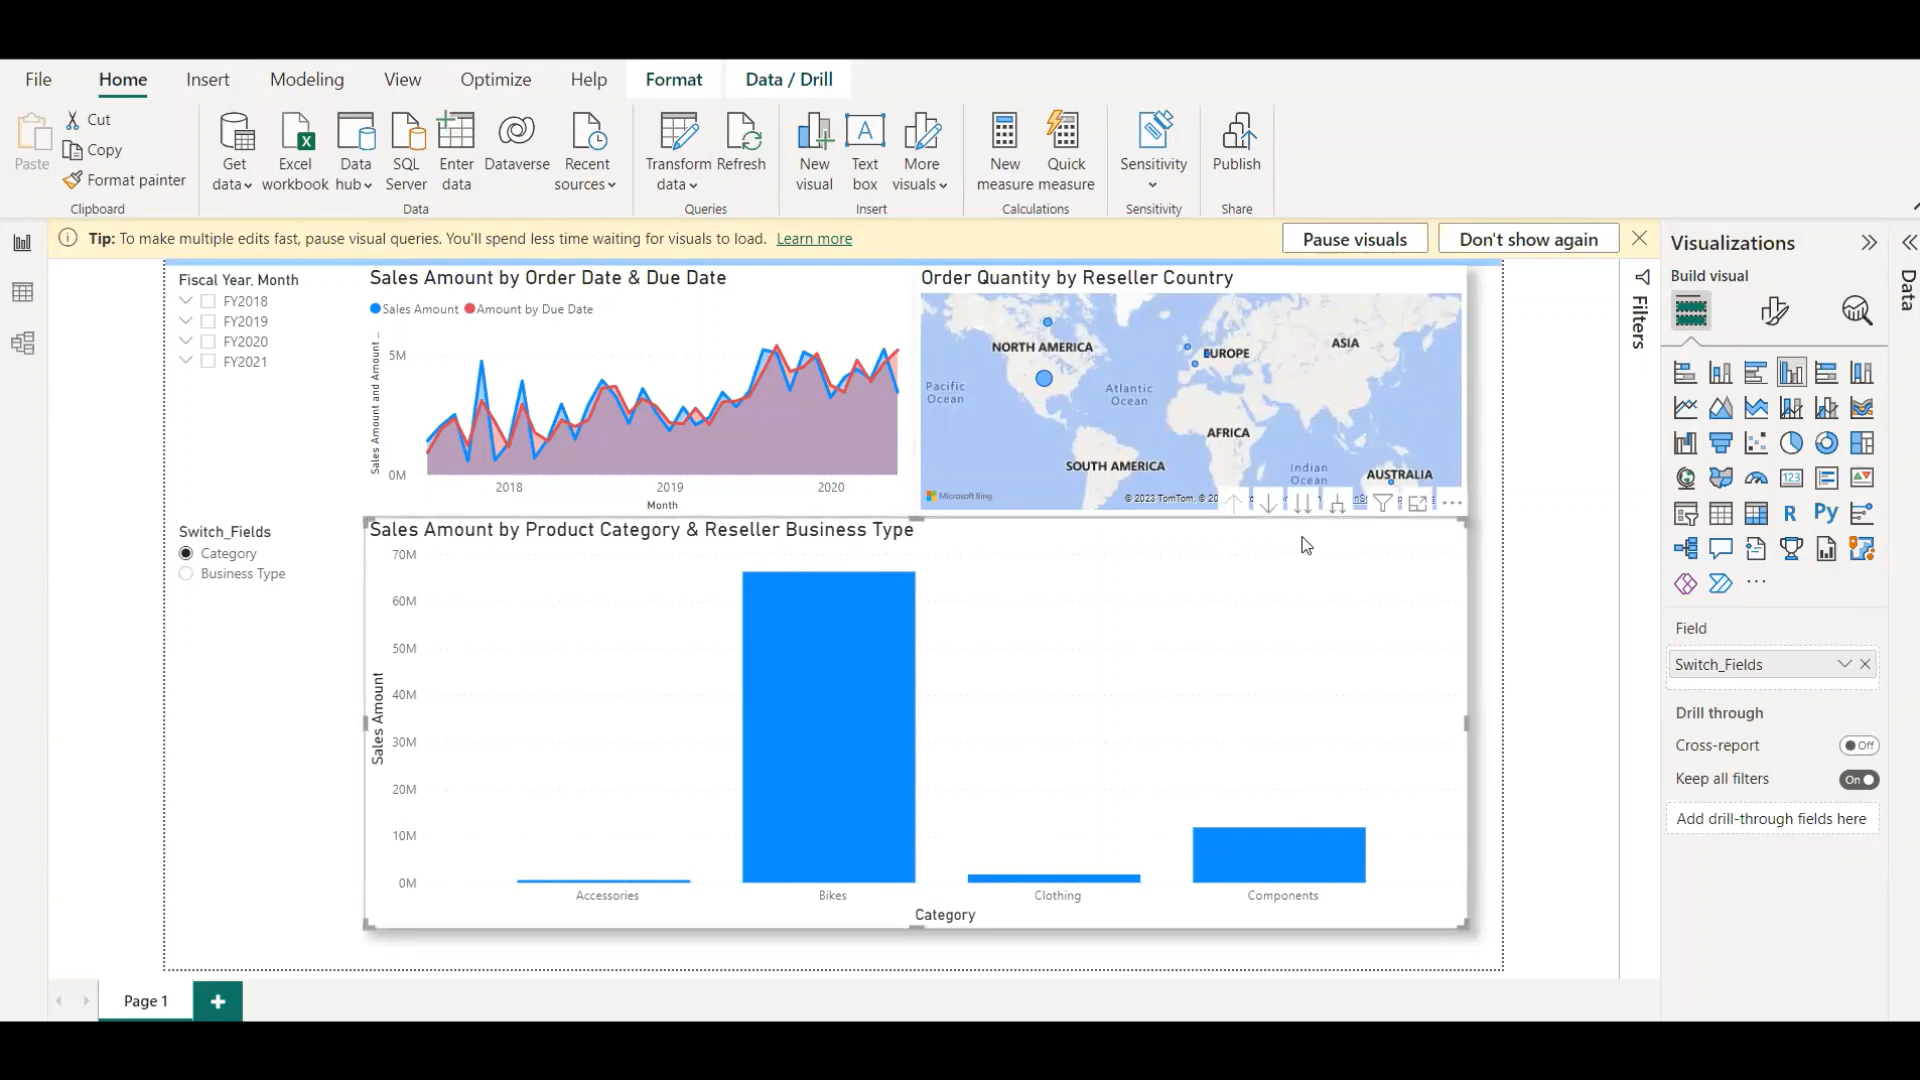 File Home Insert Modeling View Optimize Help Format Data / Drill
Paste
Cut
Copy
Format painter
Clipboard
Get data
Excel workbook
Data hub
SQL Server
Enter data
Dataverse
Recent sources
Data
Transform data
Refresh
Queries
New visual
Text box
More visuals
Insert
New measure
Quick measure
Calculations
Sensitivity
Sensitivity
Publish
Share
Tip: To make multiple edits fast, pause visual queries. You'll spend less time waiting for visuals to load. Learn more
Pause visuals
Don't show again
Fiscal Year, Month
FY2018
FY2019
FY2020
FY2021
Sales Amount by Order Date & Due Date
Sales Amount Amount by Due Date
Sales Amount and Amount ...
5M
0M
2018 2019 2020
Month
Order Quantity by Reseller Country
NORTH AMERICA
EUROPE
ASIA
Pacific
Ocean
Atlantic
Ocean
AFRICA
SOUTH AMERICA
Indian
Ocean
AUSTRALIA
Microsoft Bing
© 2023 TomTom, © 20
Switch_Fields
Category
Business Type
Sales Amount by Product Category & Reseller Business Type
Sales Amount
70M
60M
50M
40M
30M
20M
10M
0M
Accessories Bikes Clothing Components
Category
Page 1
Filters
Visualizations
Build visual
R
Py
Field
Switch_Fields
Drill through
Cross-report
Off
Keep all filters
On
Add drill-through fields here
Data